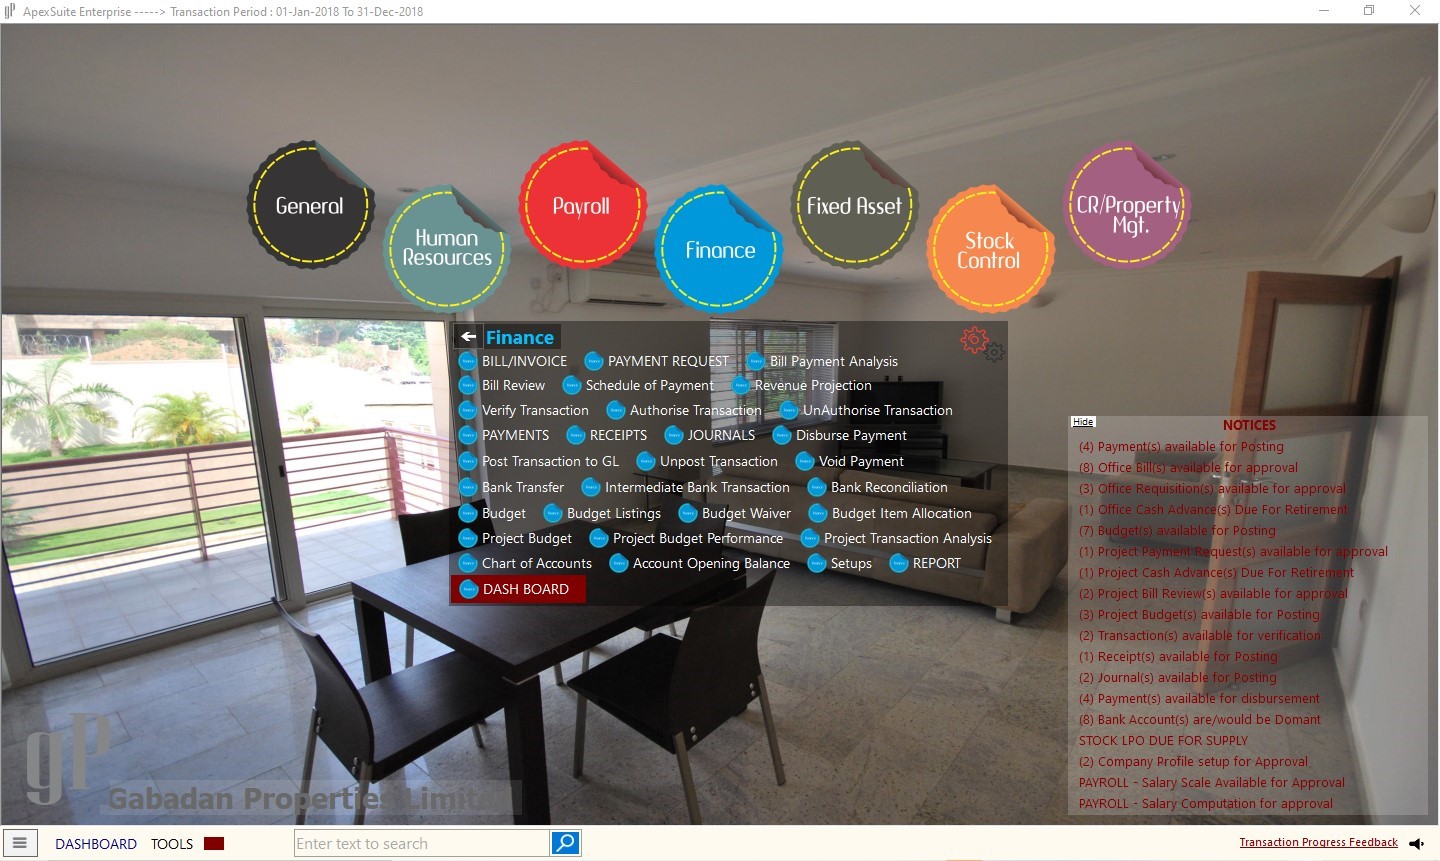 gP ApexSuite Enterprise -----> Transaction Period : 01-Jan-2018 To 31-Dec-2018
General
Human
Resources
Payroll
Finance
Fixed Asset
Stock
Control
CR/Property
Mgt.
Finance
BILL/INVOICE PAYMENT REQUEST Bill Payment Analysis
Bill Review Schedule of Payment Revenue Projection
Verify Transaction Authorise Transaction UnAuthorise Transaction
PAYMENTS RECEIPTS JOURNALS Disburse Payment
Post Transaction to GL Unpost Transaction Void Payment
Bank Transfer Intermediate Bank Transaction Bank Reconciliation
Budget Budget Listings Budget Waiver Budget Item Allocation
Project Budget Project Budget Performance Project Transaction Analysis
Chart of Accounts Account Opening Balance Setups REPORT
DASH BOARD
Hide
NOTICES
(4) Payment(s) available for Posting
(8) Office Bill(s) available for approval
(3) Office Requisition(s) available for approval
(1) Office Cash Advance(s) Due For Retirement
(7) Budget(s) available for Posting
(1) Project Payment Request(s) available for approval
(1) Project Cash Advance(s) Due For Retirement
(2) Project Bill Review(s) available for approval
(3) Project Budget(s) available for Posting
(2) Transaction(s) available for verification
(1) Receipt(s) available for Posting
(2) Journal(s) available for Posting
(4) Payment(s) available for disbursement
(8) Bank Account(s) are/would be Domant
STOCK LPO DUE FOR SUPPLY
(2) Company Profile setup for Approval
PAYROLL - Salary Scale Available for Approval
PAYROLL - Salary Computation for approval
gP
Gabadan Properties
DASHBOARD TOOLS Enter text to search Transaction Progress Feedback